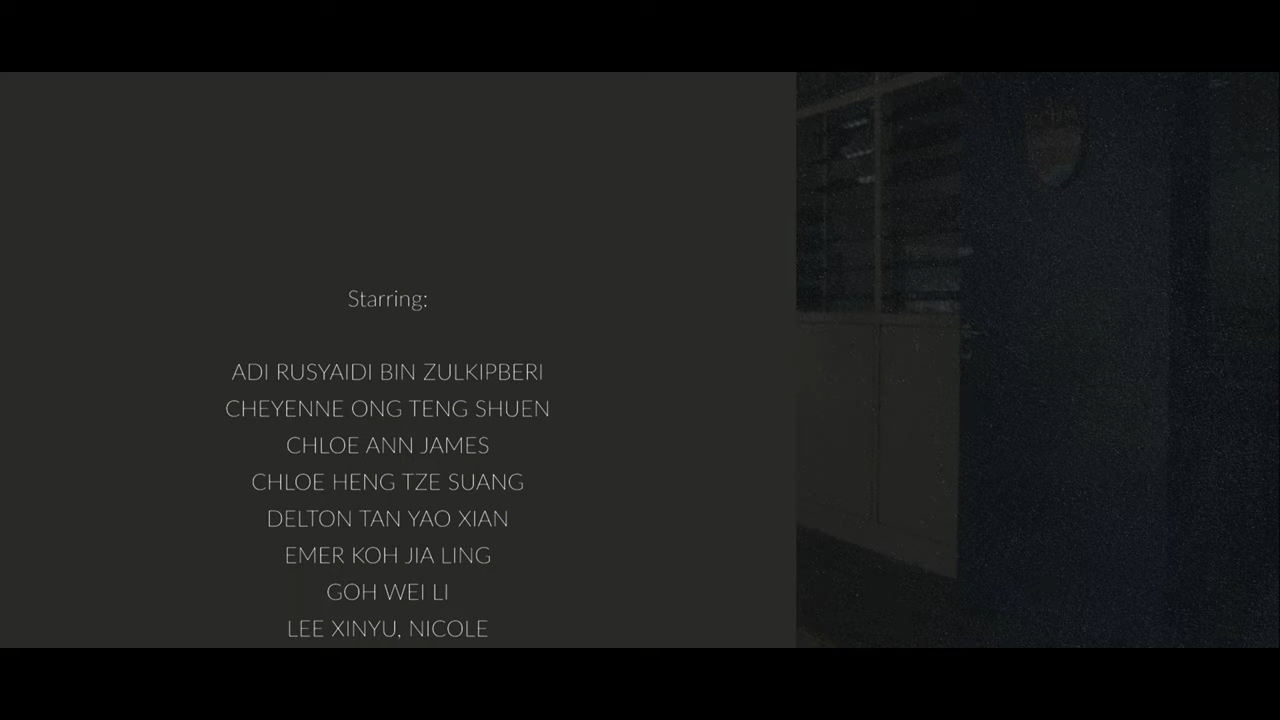 Starring:
ADI RUSYAIDI BIN ZULKIPBERI
CHEYENNE ONG TENG SHUEN
CHLOE ANN JAMES
CHLOE HENG TZE SUANG
DELTON TAN YAO XIAN
EMER KOH JIA LING
GOH WEI LI
LEE XINYU, NICOLE